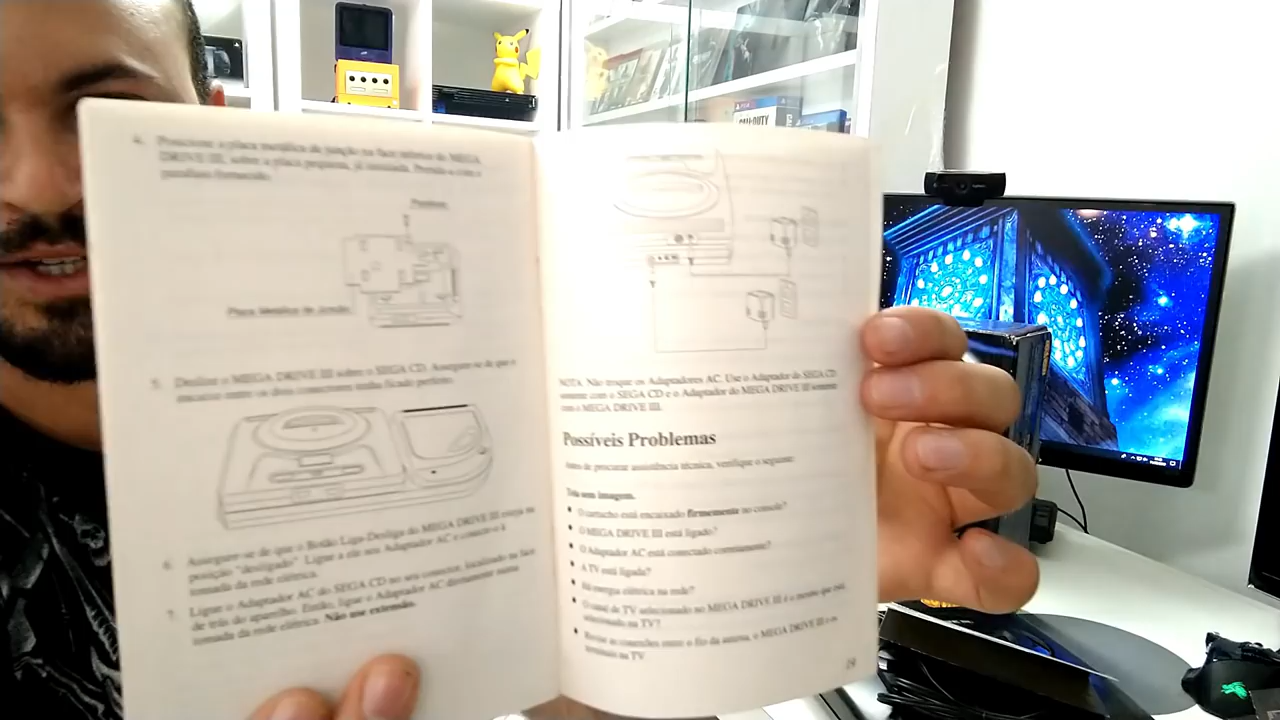 4. Posicione a placa metálica de junção na face inferior do MEGA
DRIVE III, sobre a placa pequena, já instalada. Prenda-a com o
parafuso fornecido.
Parafuso
Placa Metálica de Junção
5. Deslize o MEGA DRIVE III sobre o SEGA CD. Assegure-se de que o
encaixe entre os dois conectores tenha ficado perfeito.
6. Assegure-se de que o Botão Liga-Desliga do MEGA DRIVE III esteja na
posição "desligado". Ligue a ele seu Adaptador AC e conecte-o à
tomada da rede elétrica.
7. Ligue o Adaptador AC do SEGA CD no seu conector, localizado na face
de trás do aparelho. Então, ligue o Adaptador AC diretamente numa
tomada da rede elétrica. Não use extensão.
NOTA: Não troque os Adaptadores AC. Use o Adaptador do SEGA CD
somente com o SEGA CD e o Adaptador do MEGA DRIVE III somente
com o MEGA DRIVE III.
Possíveis Problemas
Antes de procurar assistência técnica, verifique o seguinte:
Tela sem imagem.
• O cartucho está encaixado firmemente no console?
• O MEGA DRIVE III está ligado?
• O Adaptador AC está conectado corretamente?
• A TV está ligada?
• Há energia elétrica na rede?
• O canal de TV selecionado no MEGA DRIVE III é o mesmo que está
selecionado na TV?
• Revise as conexões entre o fio da antena, o MEGA DRIVE III e os
terminais na TV.
19
CALL OF DUTY